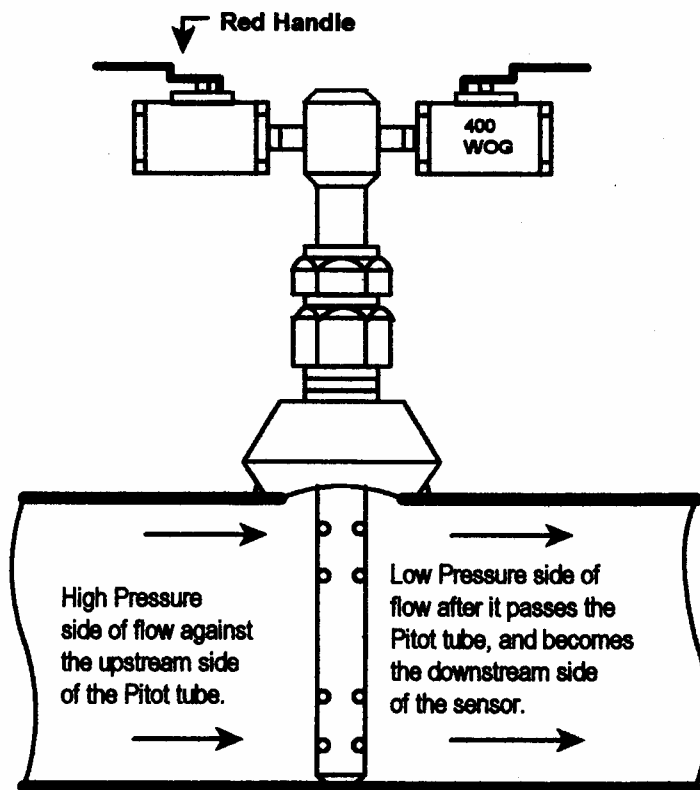 Red Handle
400
WOG
High Pressure
side of flow against
the upstream side
of the Pitot tube.
Low Pressure side of
flow after it passes the
Pitot tube, and becomes
the downstream side
of the sensor.